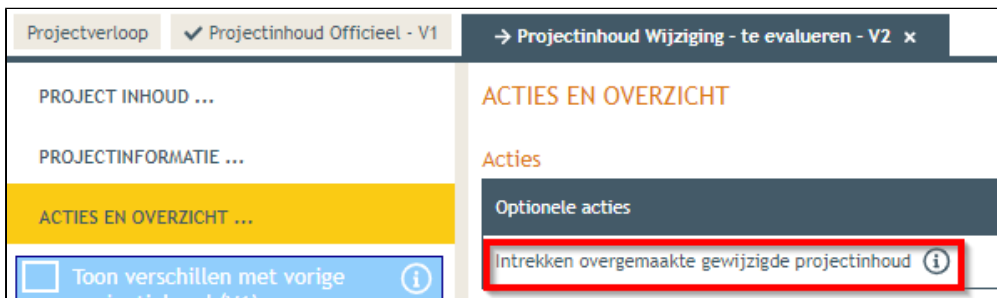 Projectverloop ✔ Projectinhoud Officieel - V1 → Projectinhoud Wijziging - te evalueren - V2 x
PROJECT INHOUD ...
PROJECTINFORMATIE ...
ACTIES EN OVERZICHT ...
Toon verschillen met vorige
ACTIES EN OVERZICHT
Acties
Optionele acties
Intrekken overgemaakte gewijzigde projectinhoud